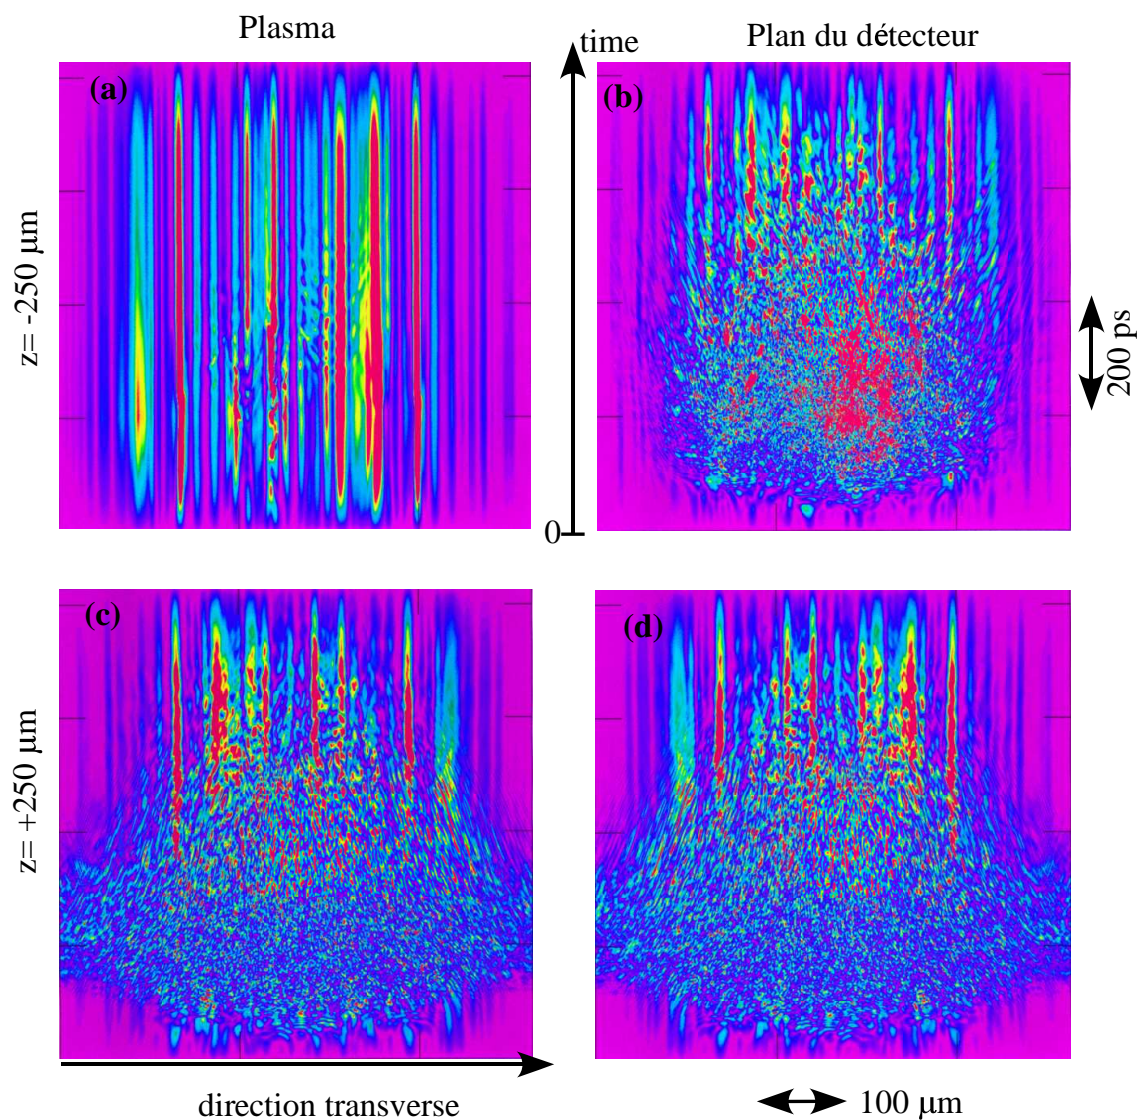 Plasma
time
Plan du détecteur
(a)
(b)
z= -250 μm
200 ps
0
(c)
(d)
z= +250 μm
direction transverse
100 μm